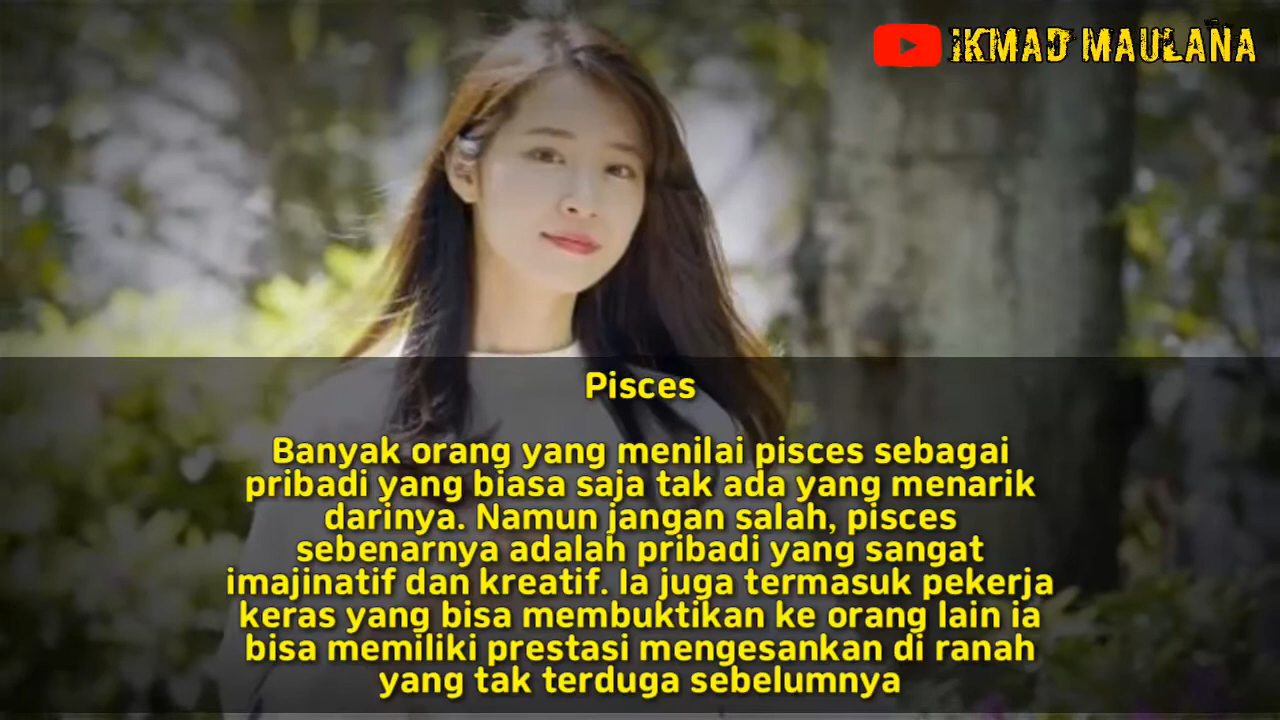 IKMAD MAULANA
Pisces
Banyak orang yang menilai pisces sebagai
pribadi yang biasa saja tak ada yang menarik
darinya. Namun jangan salah, pisces
sebenarnya adalah pribadi yang sangat
imajinatif dan kreatif. Ia juga termasuk pekerja
keras yang bisa membuktikan ke orang lain ia
bisa memiliki prestasi mengesankan di ranah
yang tak terduga sebelumnya